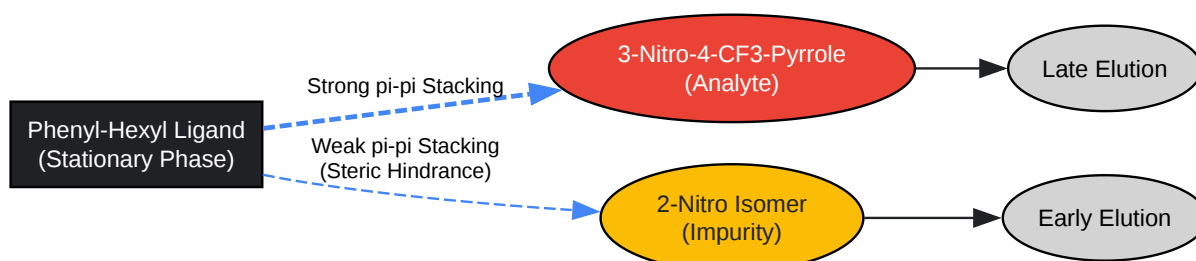 Phenyl-Hexyl Ligand
(Stationary Phase)
Strong pi-pi Stacking
Weak pi-pi Stacking
(Steric Hindrance)
3-Nitro-4-CF3-Pyrrole
(Analyte)
2-Nitro Isomer
(Impurity)
Late Elution
Early Elution